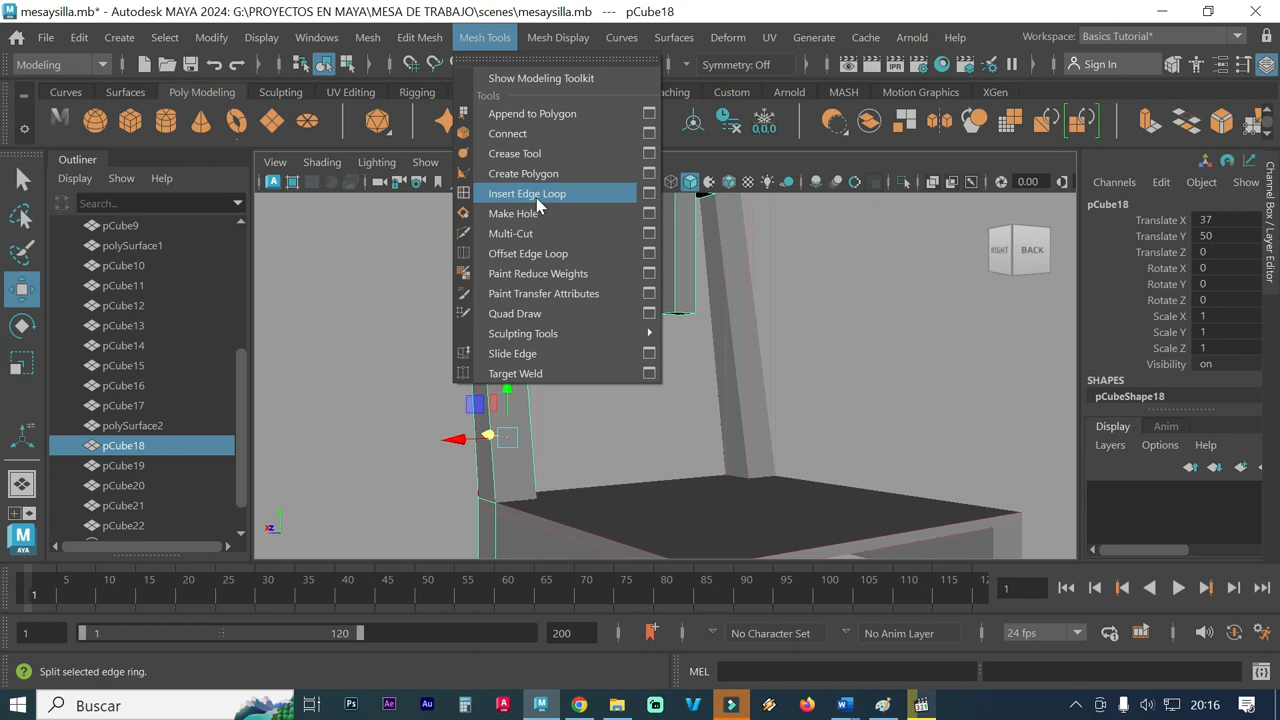 mesaysilla.mb* - Autodesk MAYA 2024: G:\PROYECTOS EN MAYA\MESA DE TRABAJO\scenes\mesaysilla.mb --- pCube18
File Edit Create Select Modify Display Windows Mesh Edit Mesh Mesh Tools Mesh Display Curves Surfaces Deform UV Generate Cache Arnold Help Workspace: Basics Tutorial*
Modeling Symmetry: Off Sign In
Curves Surfaces Poly Modeling Sculpting UV Editing Rigging Custom Arnold MASH Motion Graphics XGen
Show Modeling Toolkit
Tools
Append to Polygon
Connect
Crease Tool
Create Polygon
Insert Edge Loop
Make Hole
Multi-Cut
Offset Edge Loop
Paint Reduce Weights
Paint Transfer Attributes
Quad Draw
Sculpting Tools
Slide Edge
Target Weld
Outliner
Display Show Help
Search...
pCube9
polySurface1
pCube10
pCube11
pCube12
pCube13
pCube14
pCube15
pCube16
pCube17
polySurface2
pCube18
pCube19
pCube20
pCube21
pCube22
View Shading Lighting Show
0.00
RIGHT BACK
Channels Edit Object Show
pCube18
Translate X 37
Translate Y 50
Translate Z 0
Rotate X 0
Rotate Y 0
Rotate Z 0
Scale X 1
Scale Y 1
Scale Z 1
Visibility on
SHAPES
pCubeShape18
Display Anim
Layers Options Help
Channel Box / Layer Editor
5 10 15 20 25 30 35 40 45 50 55 60 65 70 75 80 85 90 95 100 105 110 115 12
1 1
1 1 120 200 No Character Set No Anim Layer 24 fps
Split selected edge ring. MEL
Buscar 20:16